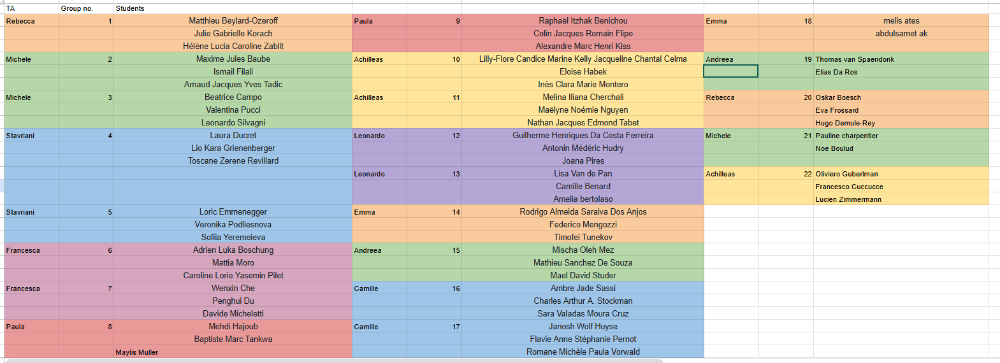 TA Group no. Students
Rebecca 1 Matthieu Beylard-Ozeroff Paula 9 Raphaël Itzhak Benichou Emma 18 melis ates
Julie Gabrielle Korach Colin Jacques Romain Flipo abdulsamet ak
Hélène Lucia Caroline Zablit Alexandre Marc Henri Kiss
Michele 2 Maxime Jules Baube Achilleas 10 Lilly-Flore Candice Marine Kelly Jacqueline Chantal Celma Andreea 19 Thomas van Spaendonk
Ismail Filali Eloise Habek Elias Da Ros
Arnaud Jacques Yves Tadic Inès Clara Marie Montero
Michele 3 Beatrice Campo Achilleas 11 Melina Iliana Cherchali Rebecca 20 Oskar Boesch
Valentina Pucci Maëlyne Noémie Nguyen Eva Frossard
Leonardo Silvagni Nathan Jacques Edmond Tabet Hugo Demule-Rey
Stavriani 4 Laura Ducret Leonardo 12 Guilherme Henriques Da Costa Ferreira Michele 21 Pauline charpentier
Lio Kara Grienenberger Antonin Médéric Hudry Noe Boulud
Toscane Zerene Revillard Joana Pires
Leonardo 13 Lisa Van de Pan Achilleas 22 Oliviero Guberlman
Camille Benard Francesco Cuccucce
Amelia bertolaso Lucien Zimmermann
Stavriani 5 Loric Emmenegger Emma 14 Rodrigo Almeida Saraiva Dos Anjos
Veronika Podliesnova Federico Mengozzi
Sofiia Yeremeieva Timofei Tunekov
Francesca 6 Adrien Luka Boschung Andreea 15 Mischa Oleh Mez
Mattia Moro Mathieu Sanchez De Souza
Caroline Lorie Yasemin Pilet Mael David Studer
Francesca 7 Wenxin Che Camille 16 Ambre Jade Sassi
Penghui Du Charles Arthur A. Stockman
Davide Micheletti Sara Valadas Moura Cruz
Paula 8 Mehdi Hajoub Camille 17 Janosh Wolf Huyse
Baptiste Marc Tankwa Flavie Anne Stéphanie Pernot
Maylis Muller Romane Michèle Paula Vorwald